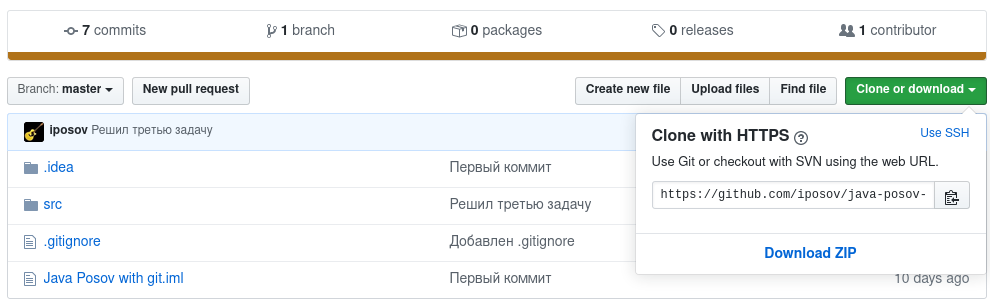 7 commits 1 branch 0 packages 0 releases 1 contributor
Branch: master New pull request Create new file Upload files Find file Clone or download
iposov Решил третью задачу
Clone with HTTPS ? Use SSH
Use Git or checkout with SVN using the web URL.
https://github.com/iposov/java-posov-
Download ZIP
.idea Первый коммит
src Решил третью задачу
.gitignore Добавлен .gitignore
Java Posov with git.iml Первый коммит 10 days ago